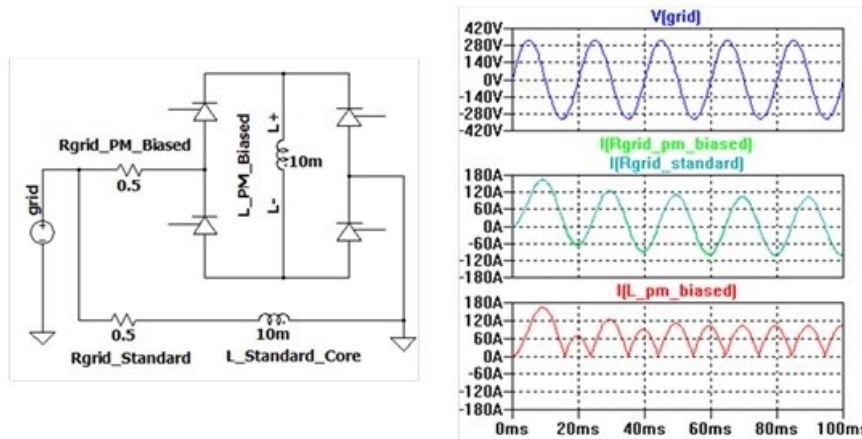 Rgrid_PM_Biased
0.5
grid
L_PM_Biased
L+
10m
L-
0.5
10m
Rgrid_Standard
L_Standard_Core
V(grid)
420V
280V
140V
0V
-140V
-280V
-420V
I(Rgrid_pm_biased)
I(Rgrid_standard)
180A
120A
60A
0A
-60A
-120A
-180A
I(L_pm_biased)
180A
120A
60A
0A
-60A
-120A
-180A
0ms 20ms 40ms 60ms 80ms 100ms